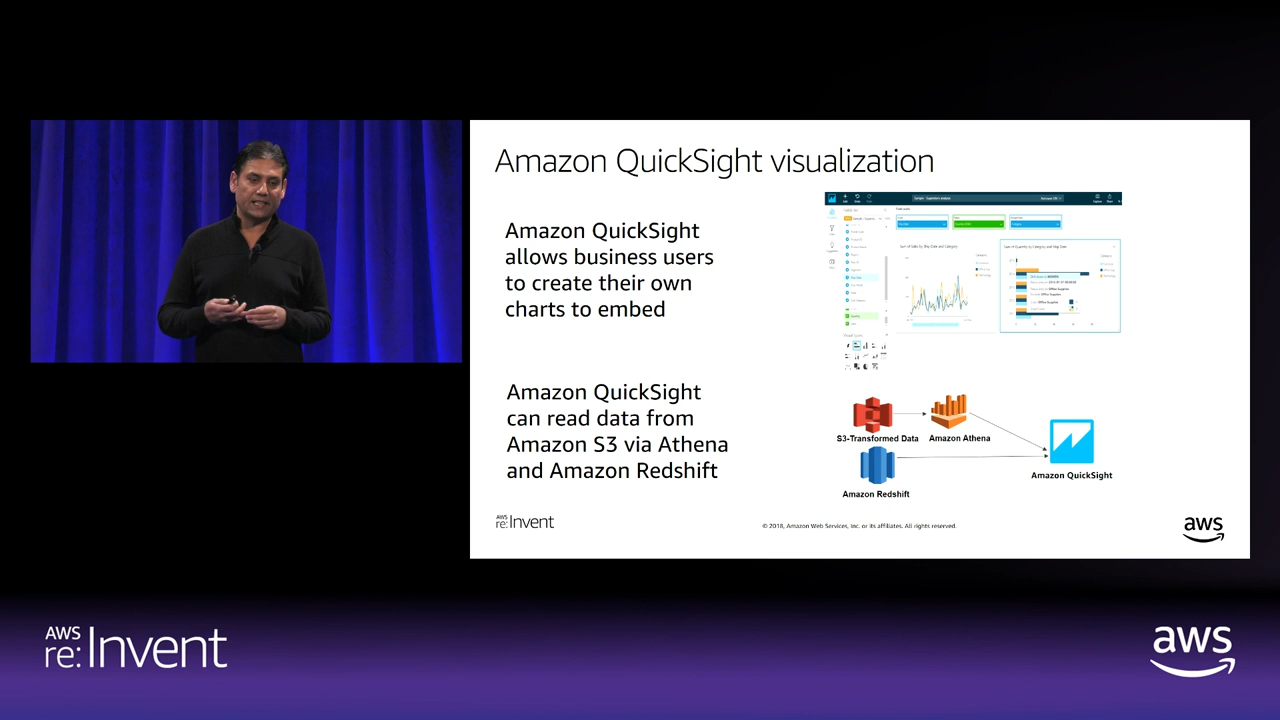 Amazon QuickSight visualization
Amazon QuickSight
allows business users
to create their own
charts to embed
Amazon QuickSight
can read data from
Amazon S3 via Athena
and Amazon Redshift
S3-Transformed Data
Amazon Athena
Amazon Redshift
Amazon QuickSight
AWS
re:Invent
© 2018, Amazon Web Services, Inc. or its affiliates. All rights reserved.
aws
AWS
re:Invent
aws